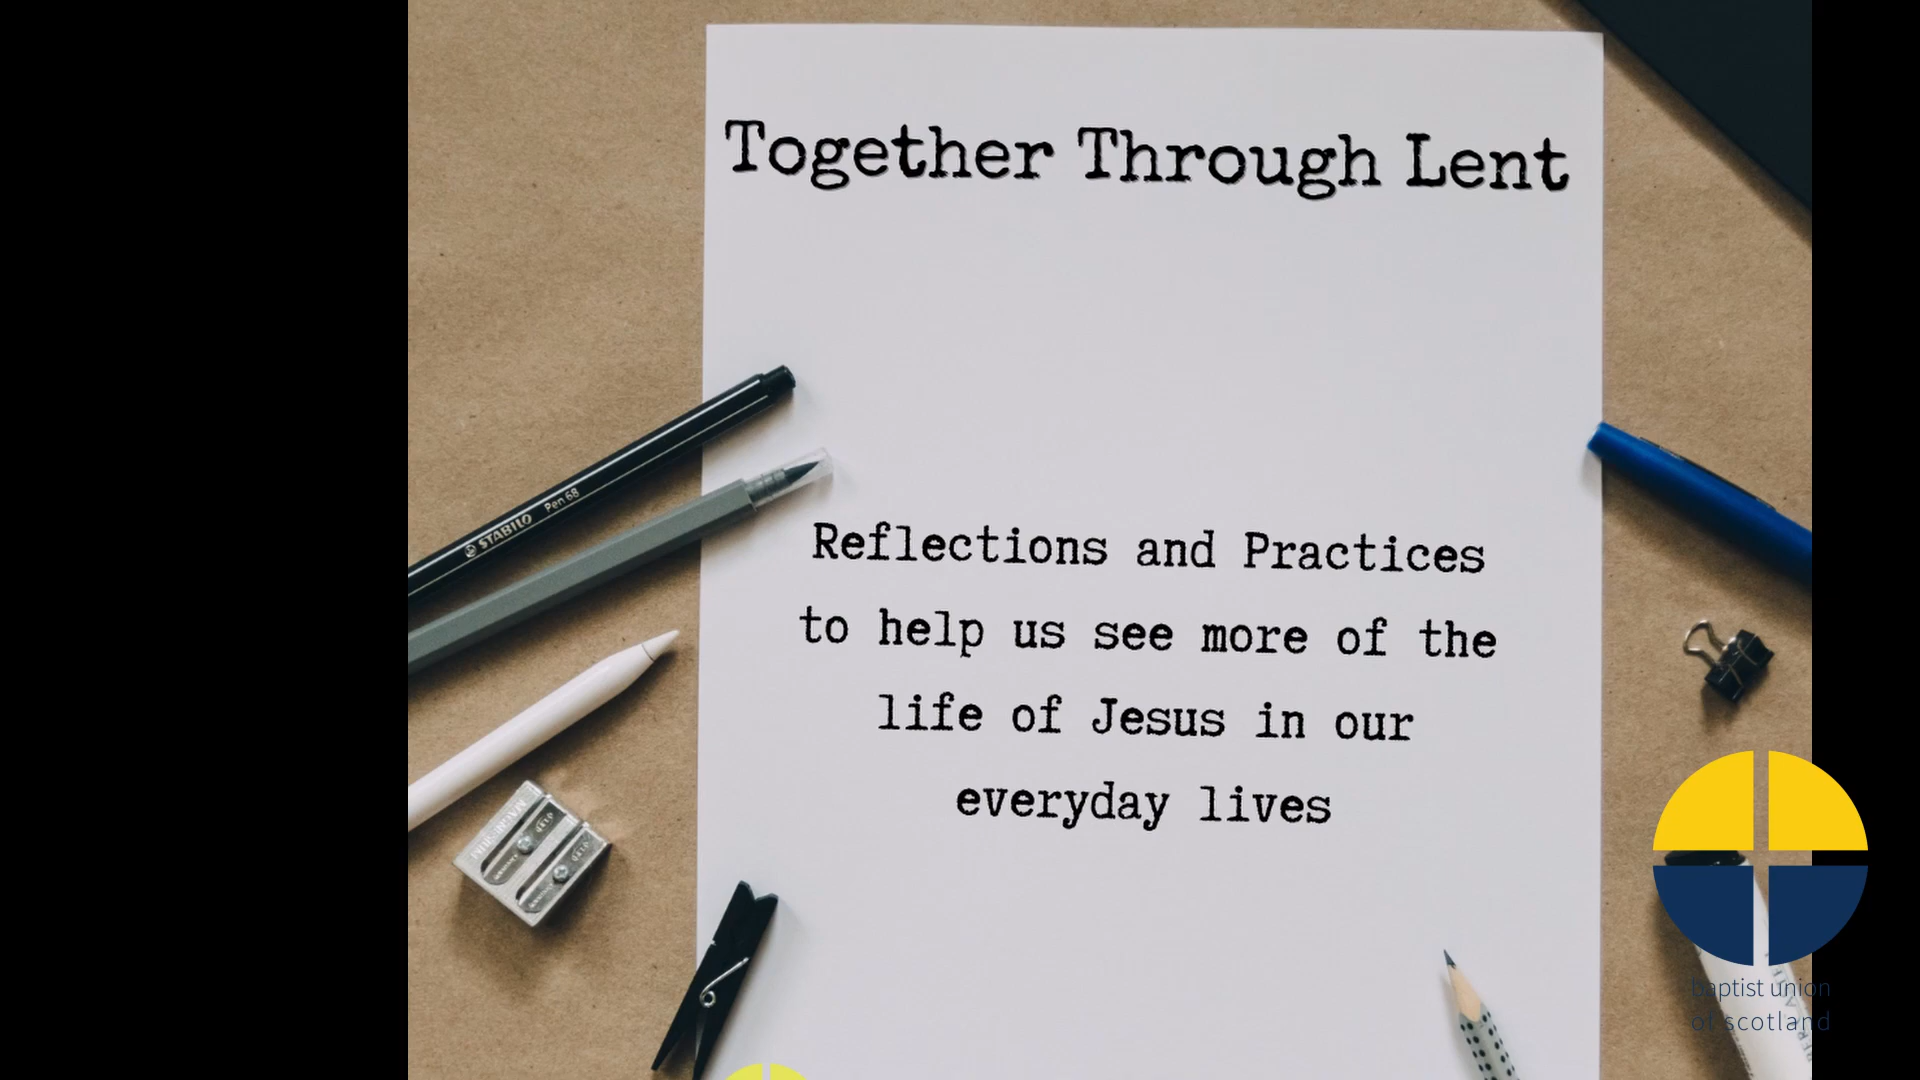 Together Through Lent
Reflections and Practices
to help us see more of the
life of Jesus in our
everyday lives
STABILO Pen 68
baptist union
of scotland